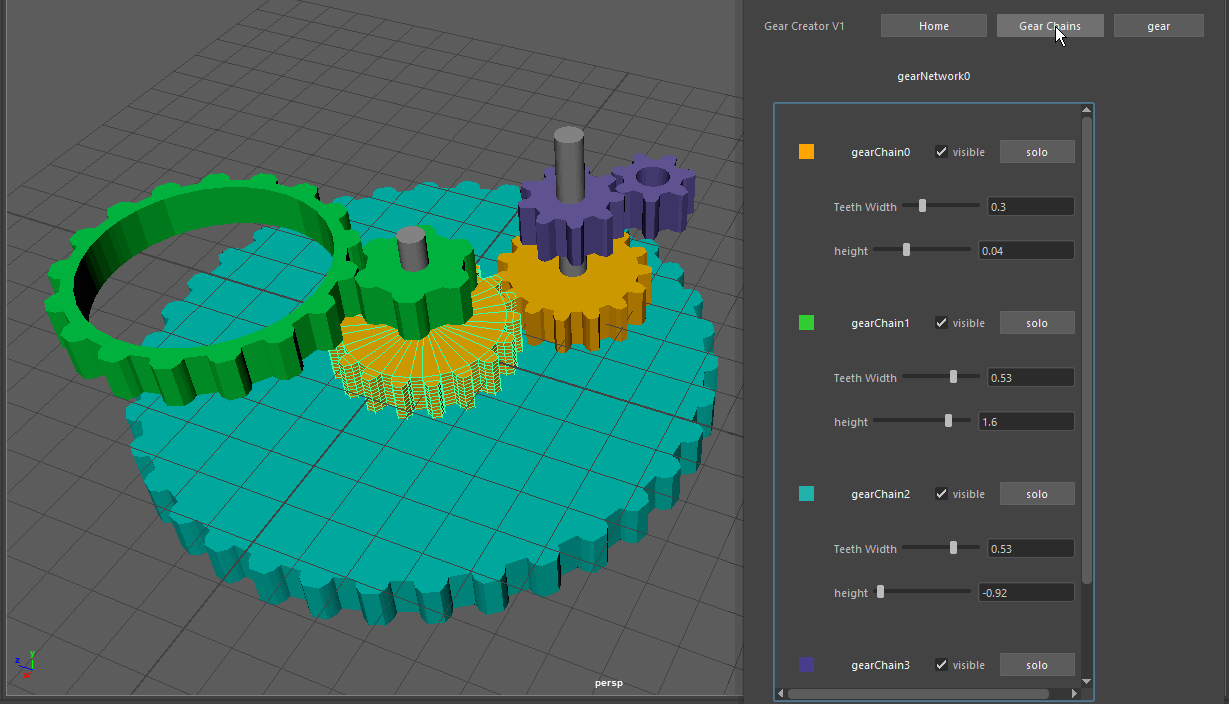 Gear Creator V1
Home
Gear Chains
gear
gearNetwork0
gearChain0 visible solo
Teeth Width 0.3
height 0.04
gearChain1 visible solo
Teeth Width 0.53
height 1.6
gearChain2 visible solo
Teeth Width 0.53
height -0.92
gearChain3 visible solo
y
z
x
persp